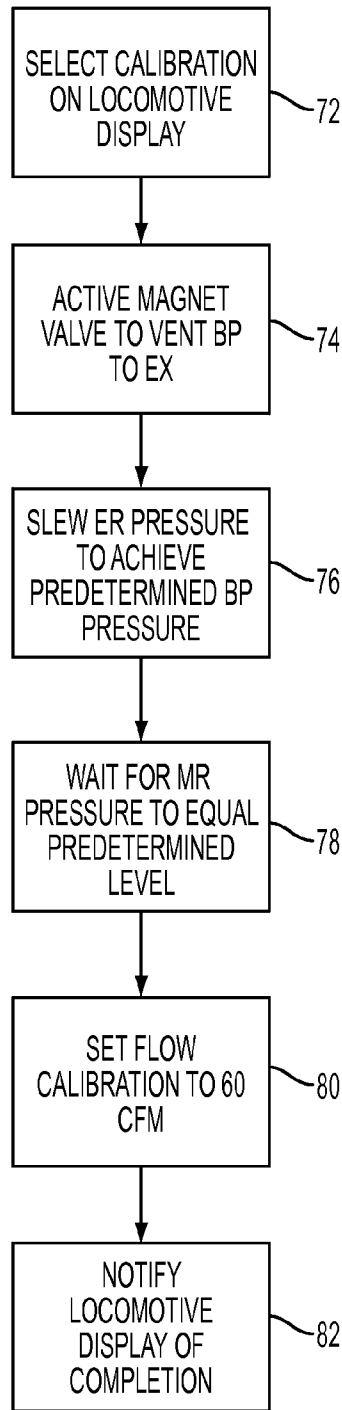 SELECT CALIBRATION
ON LOCOMOTIVE
DISPLAY
72
ACTIVE MAGNET
VALVE TO VENT BP
TO EX
74
SLEW ER PRESSURE
TO ACHIEVE
PREDETERMINED BP
PRESSURE
76
WAIT FOR MR
PRESSURE TO EQUAL
PREDETERMINED
LEVEL
78
SET FLOW
CALIBRATION TO 60
CFM
80
NOTIFY
LOCOMOTIVE
DISPLAY OF
COMPLETION
82